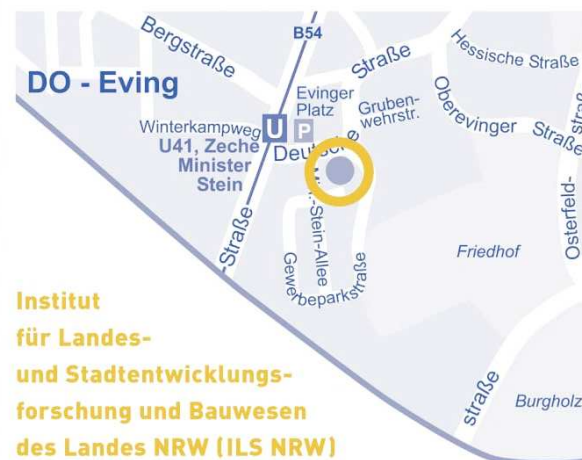 B54
Bergstraße
Straße
Hessische Straße
DO - Eving
Evinger
Platz
Gruben-
wehrstr.
Oberevinger Straße
Winterkampweg
U
P
U41, Zeche
Minister
Stein
Deutsche
-Stein-Allee
Straße
Gewerbeparkstraße
Friedhof
Osterfeld-
straße
Institut
für Landes-
und Stadtentwicklungs-
forschung und Bauwesen
des Landes NRW (ILS NRW)
straße
Burgholz